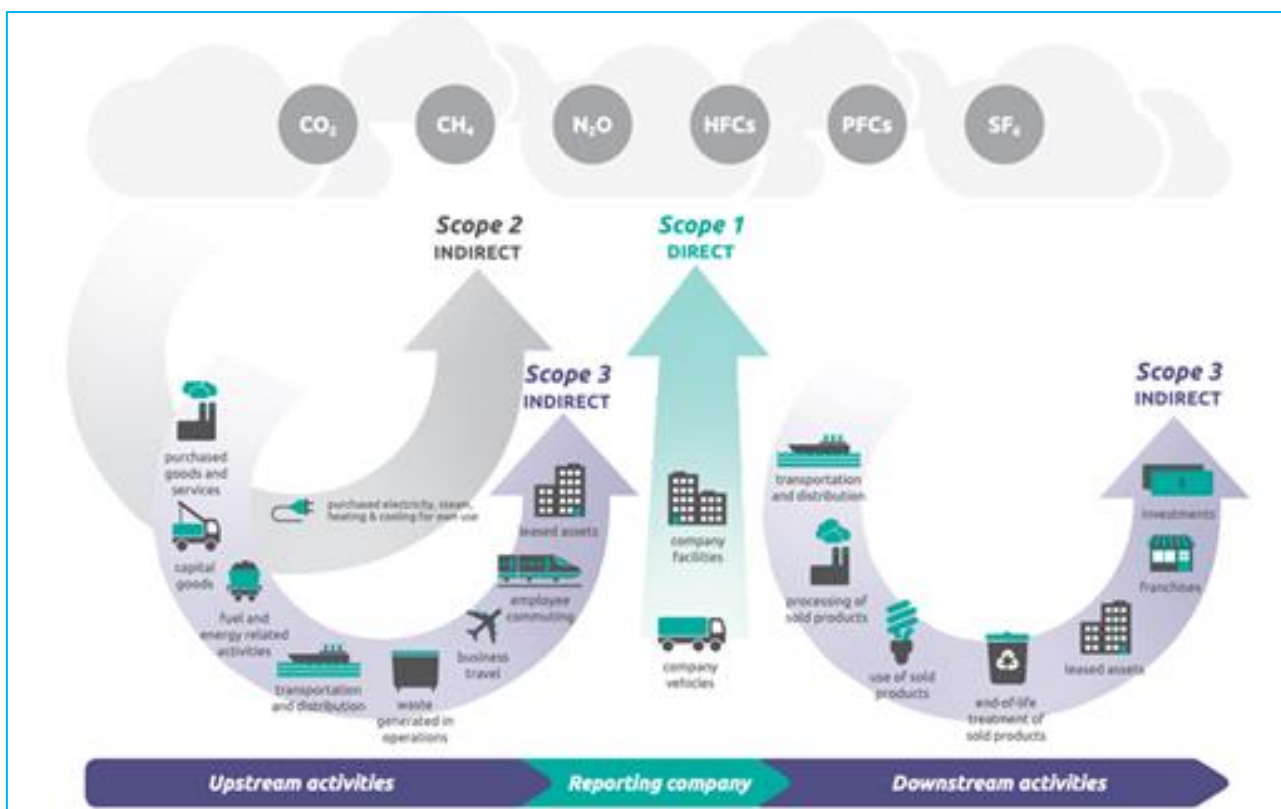 CO₂ CH₄ N₂O HFCs PFCs SF₆
Scope 2
INDIRECT
Scope 1
DIRECT
Scope 3
INDIRECT
Scope 3
INDIRECT
purchased
goods and
services
capital
goods
fuel and
energy related
activities
transportation
and distribution
waste
generated in
operations
business
travel
employee
commuting
leased assets
purchased electricity, steam,
heating & cooling for own use
company
facilities
company
vehicles
transportation
and distribution
processing of
sold products
use of sold
products
end-of-life
treatment of
sold products
leased assets
franchises
investments
Upstream activities
Reporting company
Downstream activities